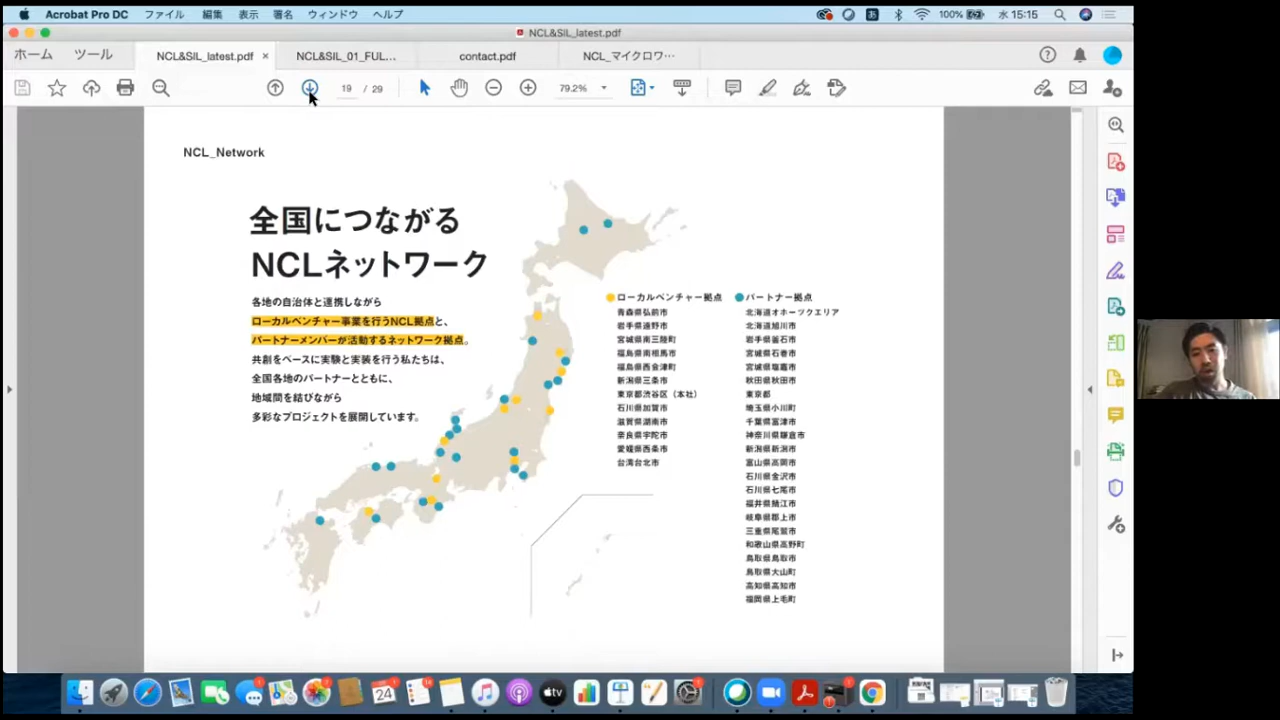 Acrobat Pro DC ファイル 編集 表示 署名 ウィンドウ ヘルプ
100%
水 15:15
NCL&SIL_latest.pdf
ホーム ツール
NCL&SIL_latest.pdf ×
NCL&SIL_01_FUL...
contact.pdf
NCL_マイクロワ...
19 / 29
79.2%
NCL_Network
全国につながる
NCLネットワーク
各地の自治体と連携しながら
ローカルベンチャー事業を行うNCL拠点と、
パートナーメンバーが活動するネットワーク拠点。
共創をベースに実験と実装を行う私たちは、
全国各地のパートナーとともに、
地域間を結びながら
多彩なプロジェクトを展開しています。
ローカルベンチャー拠点
青森県弘前市
岩手県遠野市
宮城県南三陸町
福島県南相馬市
福島県西会津町
新潟県三条市
東京都渋谷区（本社）
石川県加賀市
滋賀県湖南市
奈良県宇陀市
愛媛県西条市
台湾台北市
パートナー拠点
北海道オホーツクエリア
北海道旭川市
岩手県釜石市
宮城県石巻市
宮城県塩竈市
秋田県秋田市
東京都
埼玉県小川町
千葉県富津市
神奈川県鎌倉市
新潟県新潟市
富山県高岡市
石川県金沢市
石川県七尾市
福井県鯖江市
岐阜県郡上市
三重県尾鷲市
和歌山県高野町
鳥取県鳥取市
鳥取県大山町
高知県高知市
福岡県上毛町
24
tv